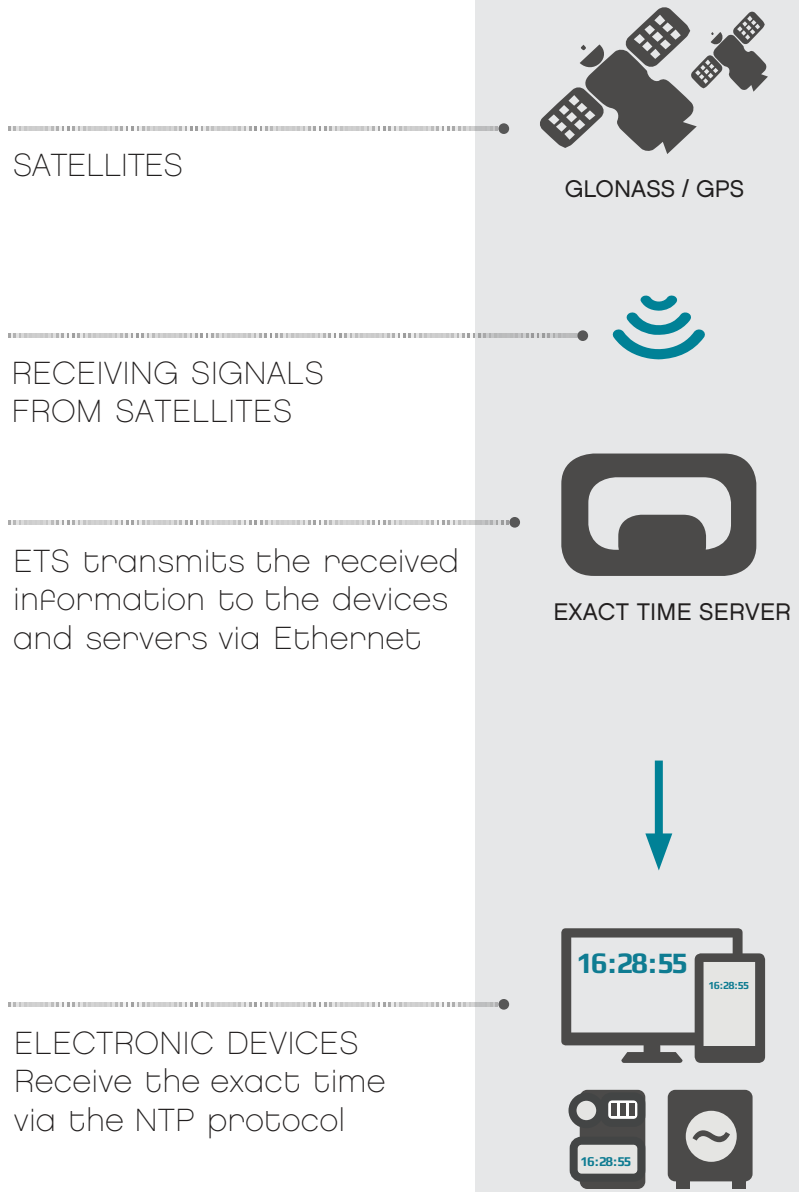 SATELLITES
GLONASS / GPS
RECEIVING SIGNALS
FROM SATELLITES
ETS transmits the received
information to the devices
and servers via Ethernet
EXACT TIME SERVER
16:28:55
16:28:55
ELECTRONIC DEVICES
Receive the exact time
via the NTP protocol
16:28:55